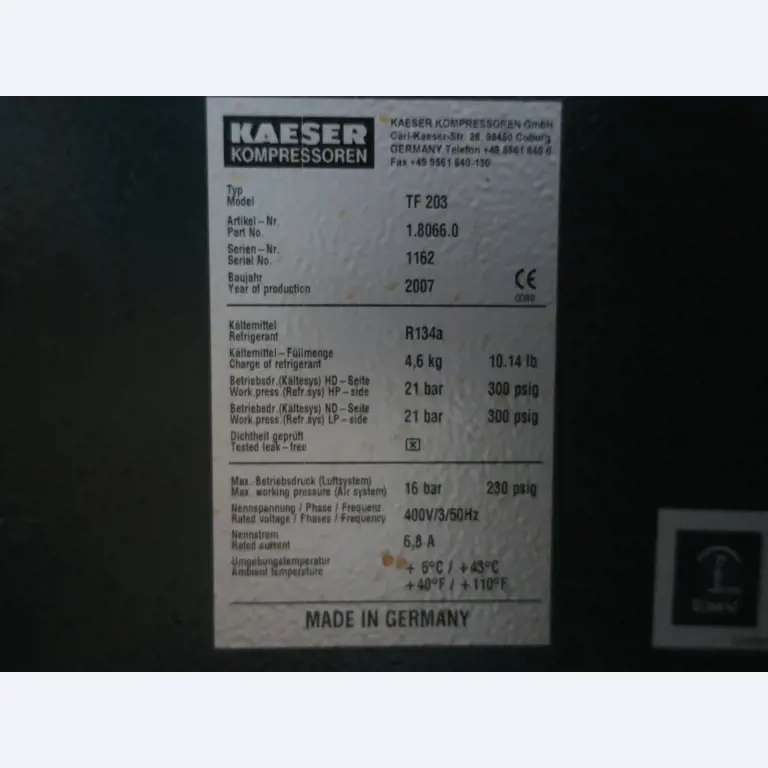 KAESER
KOMPRESSOREN
KAESER KOMPRESSOREN GmbH
Carl-Kaeser-Str. 26, 96450 Coburg
GERMANY Telefon +49 9561 640 0
Fax +49 9561 640-130
Typ
Model TF 203
Artikel – Nr.
Part No. 1.8066.0
Serien – Nr.
Serial No. 1162
Baujahr
Year of production 2007
CE
Kältemittel
Refrigerant R134a
Kältemittel – Füllmenge
Charge of refrigerant 4,6 kg 10.14 lb
Betriebsdr.(Kältesys) HD – Seite
Work.press (Refr.sys) HP – side 21 bar 300 psig
Betriebsdr.(Kältesys) ND – Seite
Work.press (Refr.sys) LP – side 21 bar 300 psig
Dichtheit geprüft
Tested leak – free x
Max. Betriebsdruck (Luftsystem)
Max. working pressure (Air system) 16 bar 230 psig
Nennspannung / Phase / Frequenz
Rated voltage / Phases / Frequency 400V/3/50Hz
Nennstrom
Rated current 6,8 A
Umgebungstemperatur
Ambient temperature + 5°C / +43°C
+40°F / +110°F
MADE IN GERMANY
EMV